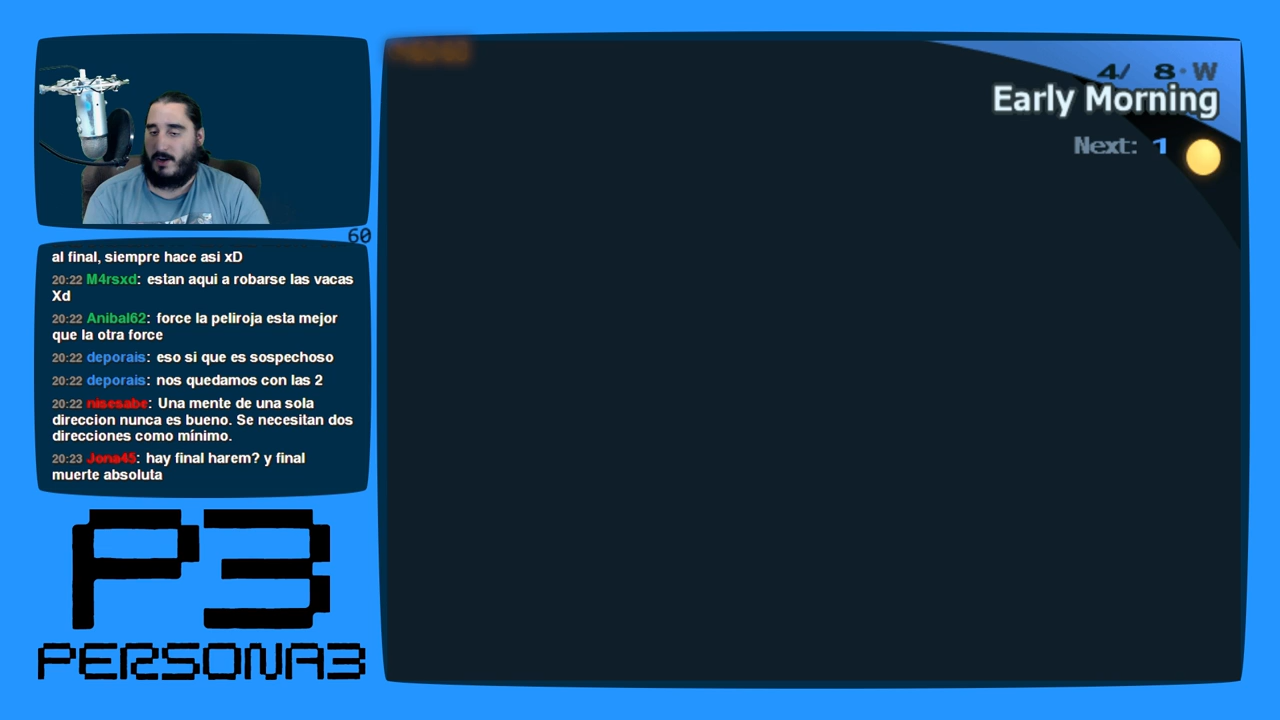 4/ 8·W
Early Morning
Next: 1
60
al final, siempre hace asi xD
20:22 M4rsxd: estan aqui a robarse las vacas
Xd
20:22 Anibal62: force la peliroja esta mejor
que la otra force
20:22 deporais: eso si que es sospechoso
20:22 deporais: nos quedamos con las 2
20:22 nisesabe: Una mente de una sola
direccion nunca es bueno. Se necesitan dos
direcciones como mínimo.
20:23 Jona45: hay final harem? y final
muerte absoluta
P3
PERSONA3